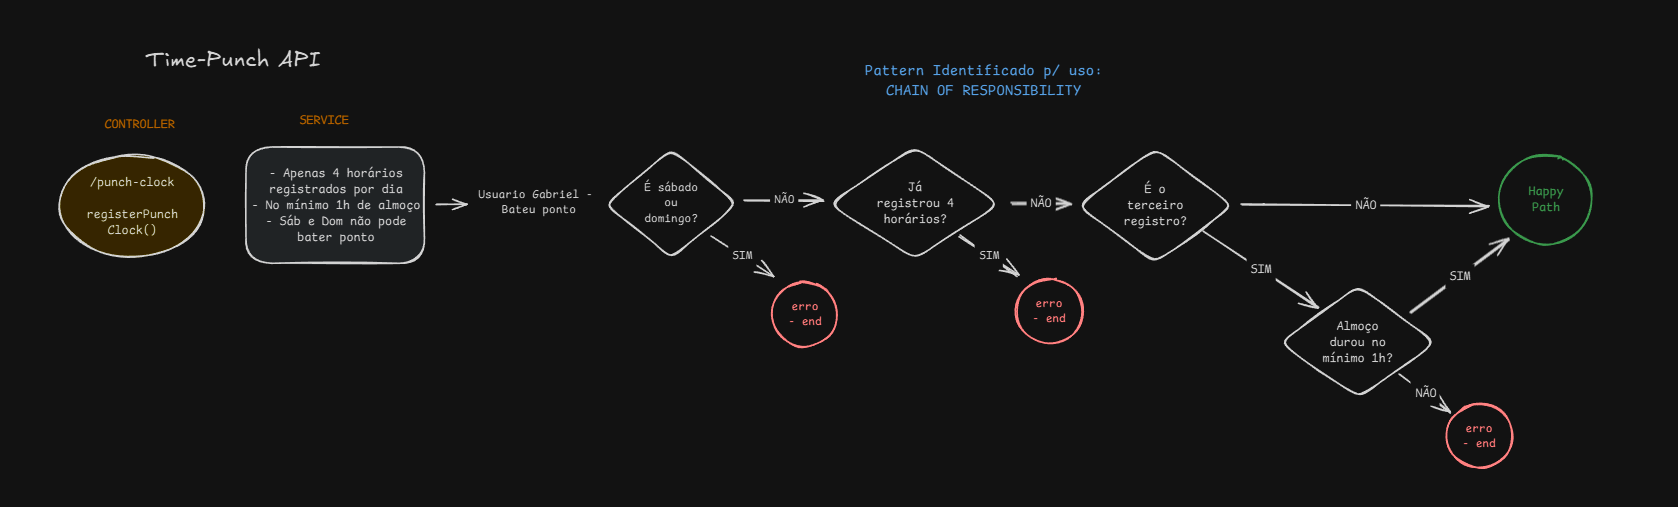 Time-Punch API
Pattern Identificado p/ uso:
CHAIN OF RESPONSIBILITY
CONTROLLER
/punch-clock
registerPunch
Clock()
SERVICE
- Apenas 4 horários
registrados por dia
- No mínimo 1h de almoço
- Sáb e Dom não pode
bater ponto
Usuario Gabriel -
Bateu ponto
É sábado
ou
domingo?
NÃO
SIM
erro
- end
Já
registrou 4
horários?
NÃO
SIM
erro
- end
É o
terceiro
registro?
NÃO
SIM
Almoço
durou no
mínimo 1h?
SIM
NÃO
erro
- end
Happy
Path